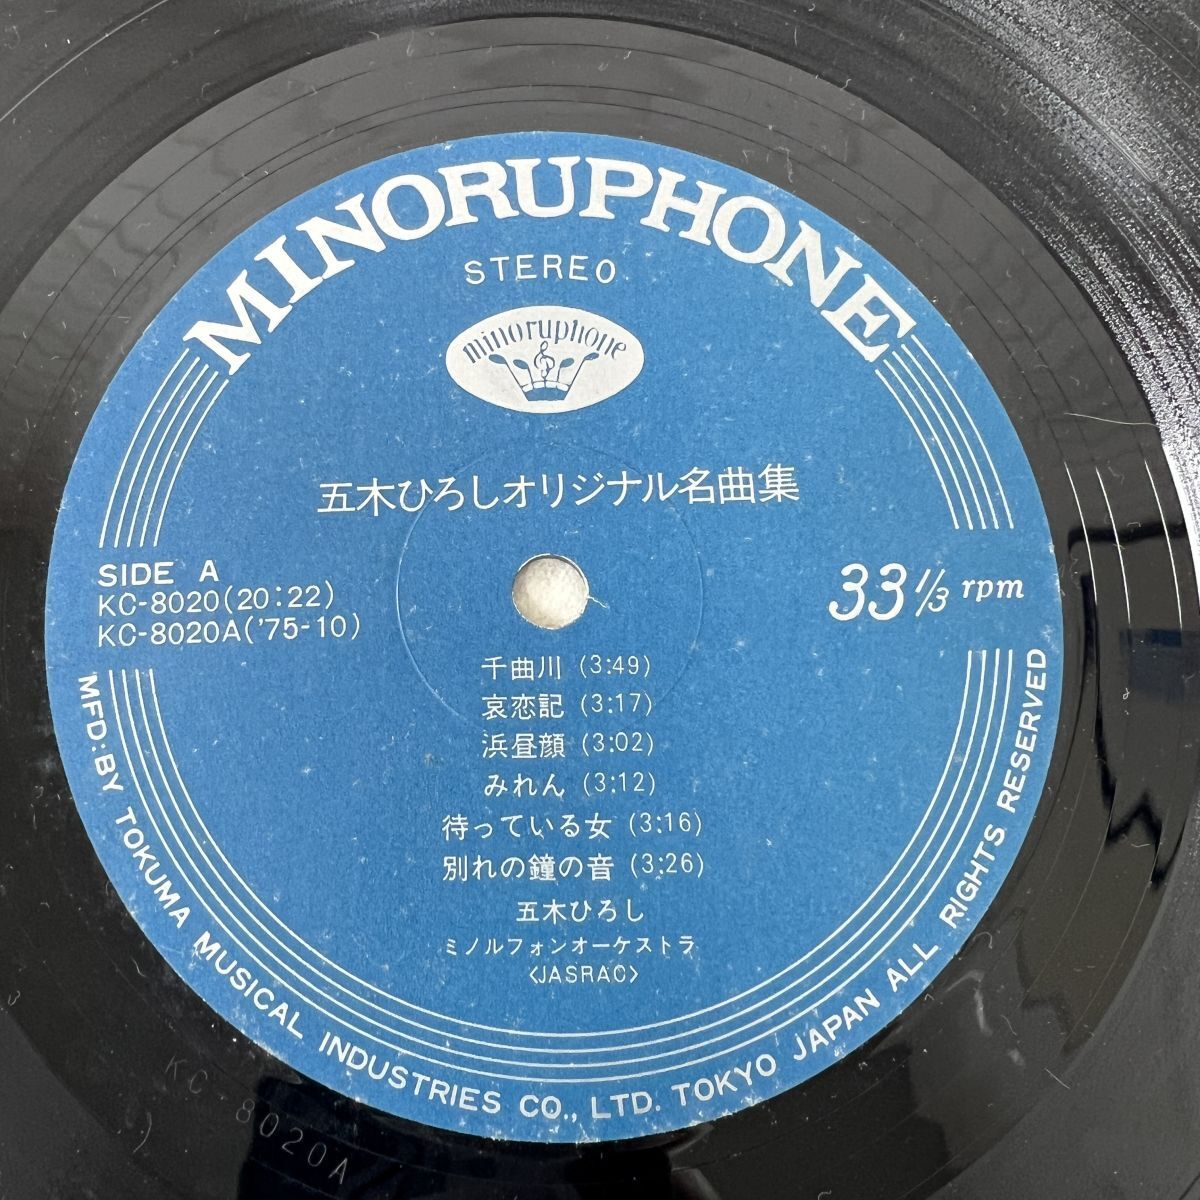 MINORUPHONE
STEREO
minoruphone
五木ひろしオリジナル名曲集
SIDE A
KC-8020(20:22)
KC-8020A('75-10)
33 1/3 rpm
千曲川 (3:49)
哀恋記 (3:17)
浜昼顔 (3:02)
みれん (3:12)
待っている女 (3:16)
別れの鐘の音 (3:26)
五木ひろし
ミノルフォンオーケストラ
〈JASRAC〉
MFD:BY TOKUMA MUSICAL INDUSTRIES CO., LTD. TOKYO JAPAN ALL RIGHTS RESERVED
KC-8020A